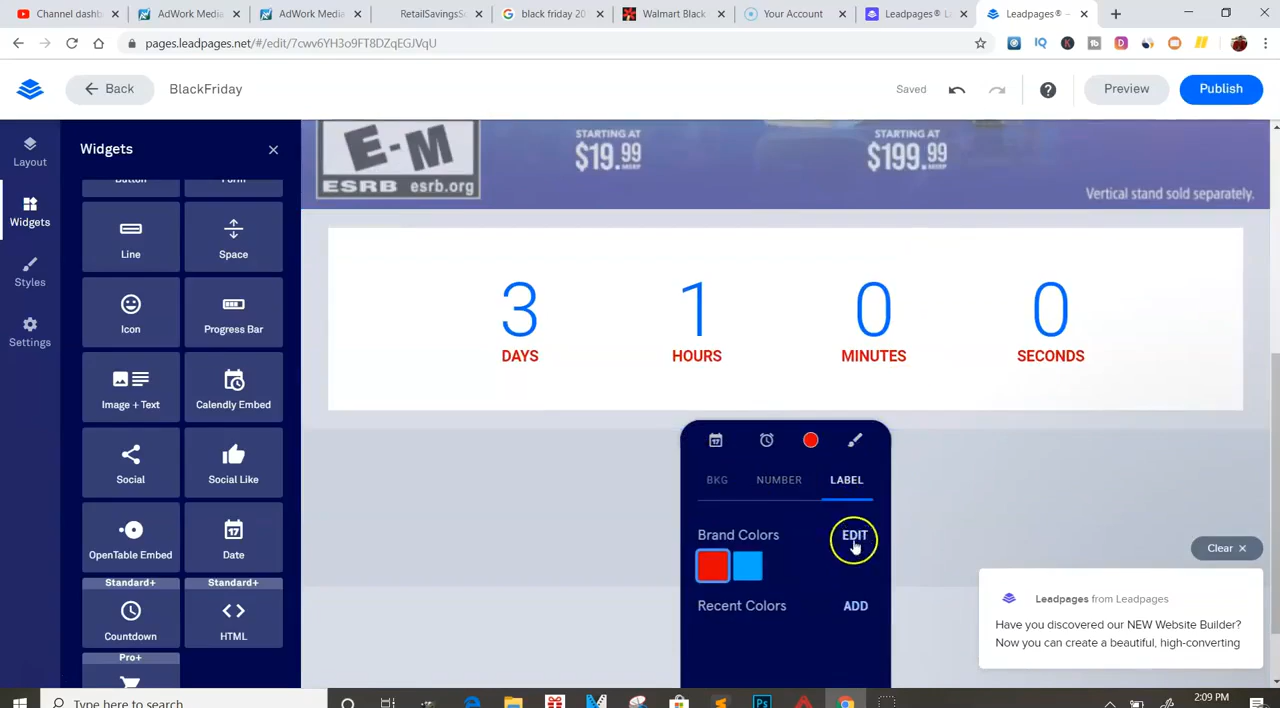 Channel dashb
AdWork Media
AdWork Media
RetailSavingsSc
black friday 20
Walmart Black
Your Account
Leadpages® L
Leadpages® –
pages.leadpages.net/#/edit/7cwv6YH3o9FT8DZqEGJVqU
Back
BlackFriday
Saved
Preview
Publish
Layout
Widgets
Styles
Settings
Widgets
Button
Form
Line
Space
Icon
Progress Bar
Image + Text
Calendly Embed
Social
Social Like
OpenTable Embed
Date
Standard+
Standard+
Countdown
HTML
Pro+
E-M
ESRB esrb.org
STARTING AT
$19.99
STARTING AT
$199.99
Vertical stand sold separately.
3 1 0 0
DAYS HOURS MINUTES SECONDS
BKG NUMBER LABEL
Brand Colors EDIT
Recent Colors ADD
Clear
Leadpages from Leadpages
Have you discovered our NEW Website Builder?
Now you can create a beautiful, high-converting
Type here to search
2:09 PM